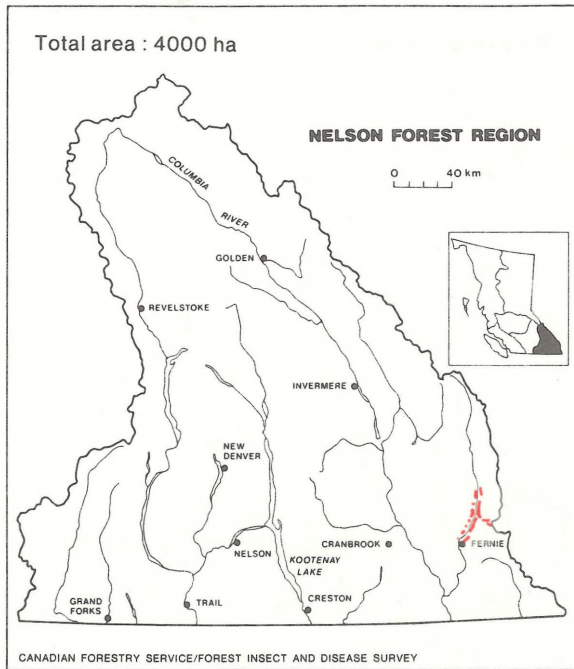 Total area : 4000 ha
NELSON FOREST REGION
0 40 km
COLUMBIA
RIVER
GOLDEN
REVELSTOKE
INVERMERE
NEW
DENVER
NELSON
CRANBROOK
FERNIE
KOOTENAY
LAKE
GRAND
FORKS
TRAIL
CRESTON
CANADIAN FORESTRY SERVICE/FOREST INSECT AND DISEASE SURVEY